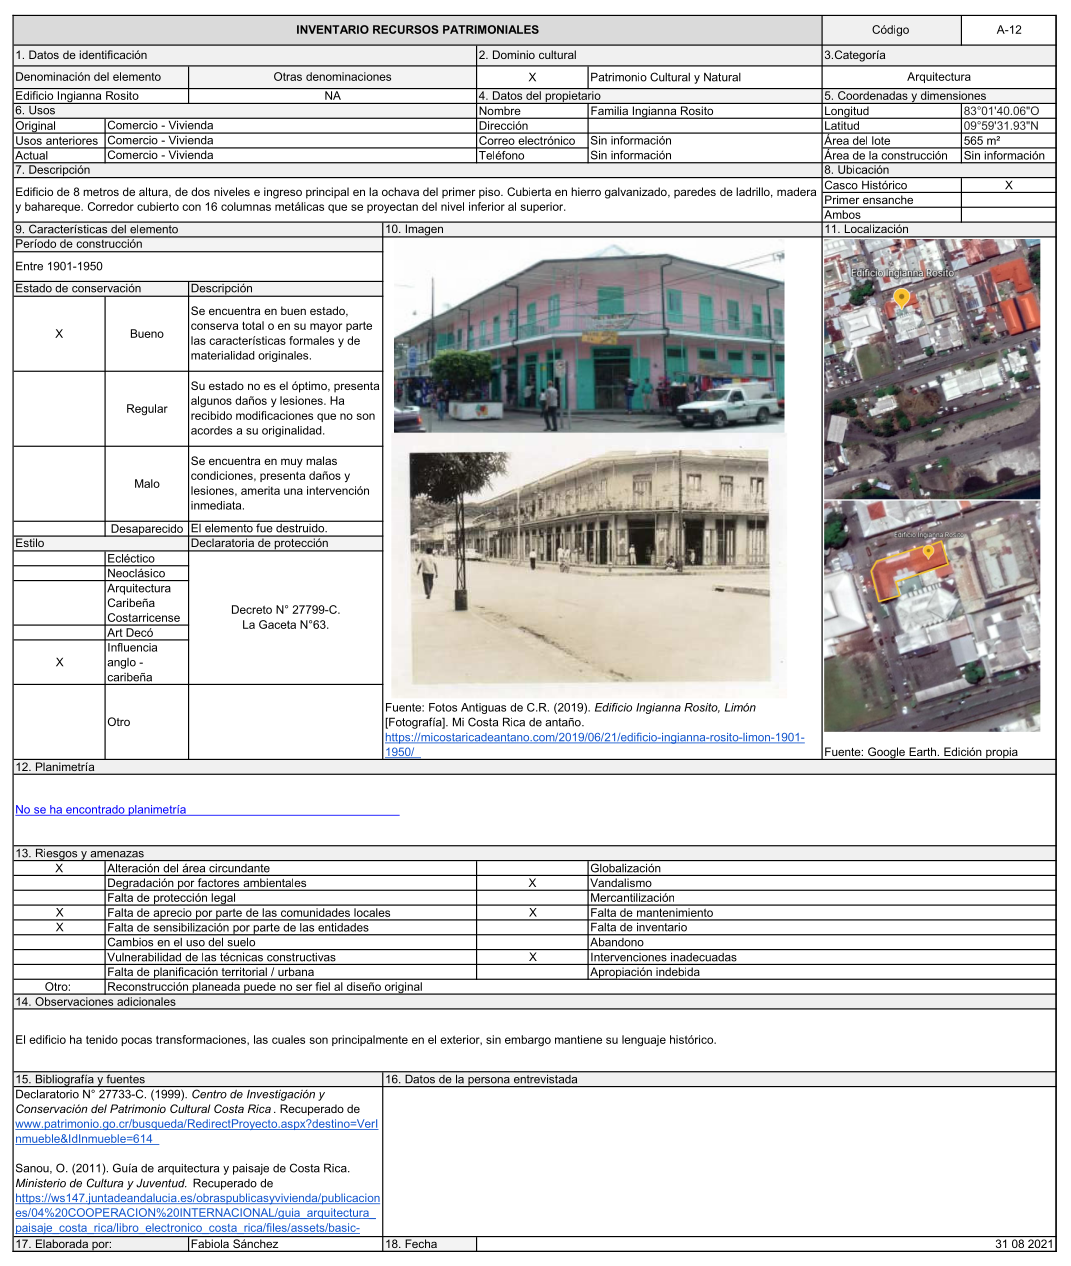 INVENTARIO RECURSOS PATRIMONIALES Código A-12
1. Datos de identificación 2. Dominio cultural 3.Categoría
Denominación del elemento Otras denominaciones X Patrimonio Cultural y Natural Arquitectura
Edificio Ingianna Rosito NA 4. Datos del propietario 5. Coordenadas y dimensiones
6. Usos Nombre Familia Ingianna Rosito Longitud 83°01'40.06"O
Original Comercio - Vivienda Dirección Latitud 09°59'31.93"N
Usos anteriores Comercio - Vivienda Correo electrónico Sin información Área del lote 565 m²
Actual Comercio - Vivienda Teléfono Sin información Área de la construcción Sin información
7. Descripción 8. Ubicación
Edificio de 8 metros de altura, de dos niveles e ingreso principal en la ochava del primer piso. Cubierta en hierro galvanizado, paredes de ladrillo, madera
y bahareque. Corredor cubierto con 16 columnas metálicas que se proyectan del nivel inferior al superior.
Casco Histórico X
Primer ensanche
Ambos
9. Características del elemento 10. Imagen 11. Localización
Período de construcción
Entre 1901-1950
Estado de conservación Descripción
X Bueno
Se encuentra en buen estado,
conserva total o en su mayor parte
las características formales y de
materialidad originales.
Regular
Su estado no es el óptimo, presenta
algunos daños y lesiones. Ha
recibido modificaciones que no son
acordes a su originalidad.
Malo
Se encuentra en muy malas
condiciones, presenta daños y
lesiones, amerita una intervención
inmediata.
Desaparecido El elemento fue destruido.
Estilo Declaratoria de protección
Ecléctico
Neoclásico
Arquitectura
Caribeña
Costarricense
Art Decó
X Influencia
anglo -
caribeña
Decreto N° 27799-C.
La Gaceta N°63.
Otro
Fuente: Fotos Antiguas de C.R. (2019). Edificio Ingianna Rosito, Limón
[Fotografía]. Mi Costa Rica de antaño.
https://micostaricadeantano.com/2019/06/21/edificio-ingianna-rosito-limon-1901-
1950/
Edificio Ingianna Rosito
Edificio Ingianna Rosito
Fuente: Google Earth. Edición propia
12. Planimetría
No se ha encontrado planimetría
13. Riesgos y amenazas
X Alteración del área circundante Globalización
Degradación por factores ambientales X Vandalismo
Falta de protección legal Mercantilización
X Falta de aprecio por parte de las comunidades locales X Falta de mantenimiento
X Falta de sensibilización por parte de las entidades Falta de inventario
Cambios en el uso del suelo Abandono
Vulnerabilidad de las técnicas constructivas X Intervenciones inadecuadas
Falta de planificación territorial / urbana Apropiación indebida
Otro: Reconstrucción planeada puede no ser fiel al diseño original
14. Observaciones adicionales
El edificio ha tenido pocas transformaciones, las cuales son principalmente en el exterior, sin embargo mantiene su lenguaje histórico.
15. Bibliografía y fuentes 16. Datos de la persona entrevistada
Declaratorio N° 27733-C. (1999). Centro de Investigación y
Conservación del Patrimonio Cultural Costa Rica . Recuperado de
www.patrimonio.go.cr/busqueda/RedirectProyecto.aspx?destino=VerI
nmueble&IdInmueble=614
Sanou, O. (2011). Guía de arquitectura y paisaje de Costa Rica.
Ministerio de Cultura y Juventud. Recuperado de
https://ws147.juntadeandalucia.es/obraspublicasyvivienda/publicacion
es/04%20COOPERACION%20INTERNACIONAL/guia_arquitectura_
paisaje_costa_rica/libro_electronico_costa_rica/files/assets/basic-
17. Elaborada por: Fabiola Sánchez 18. Fecha 31 08 2021